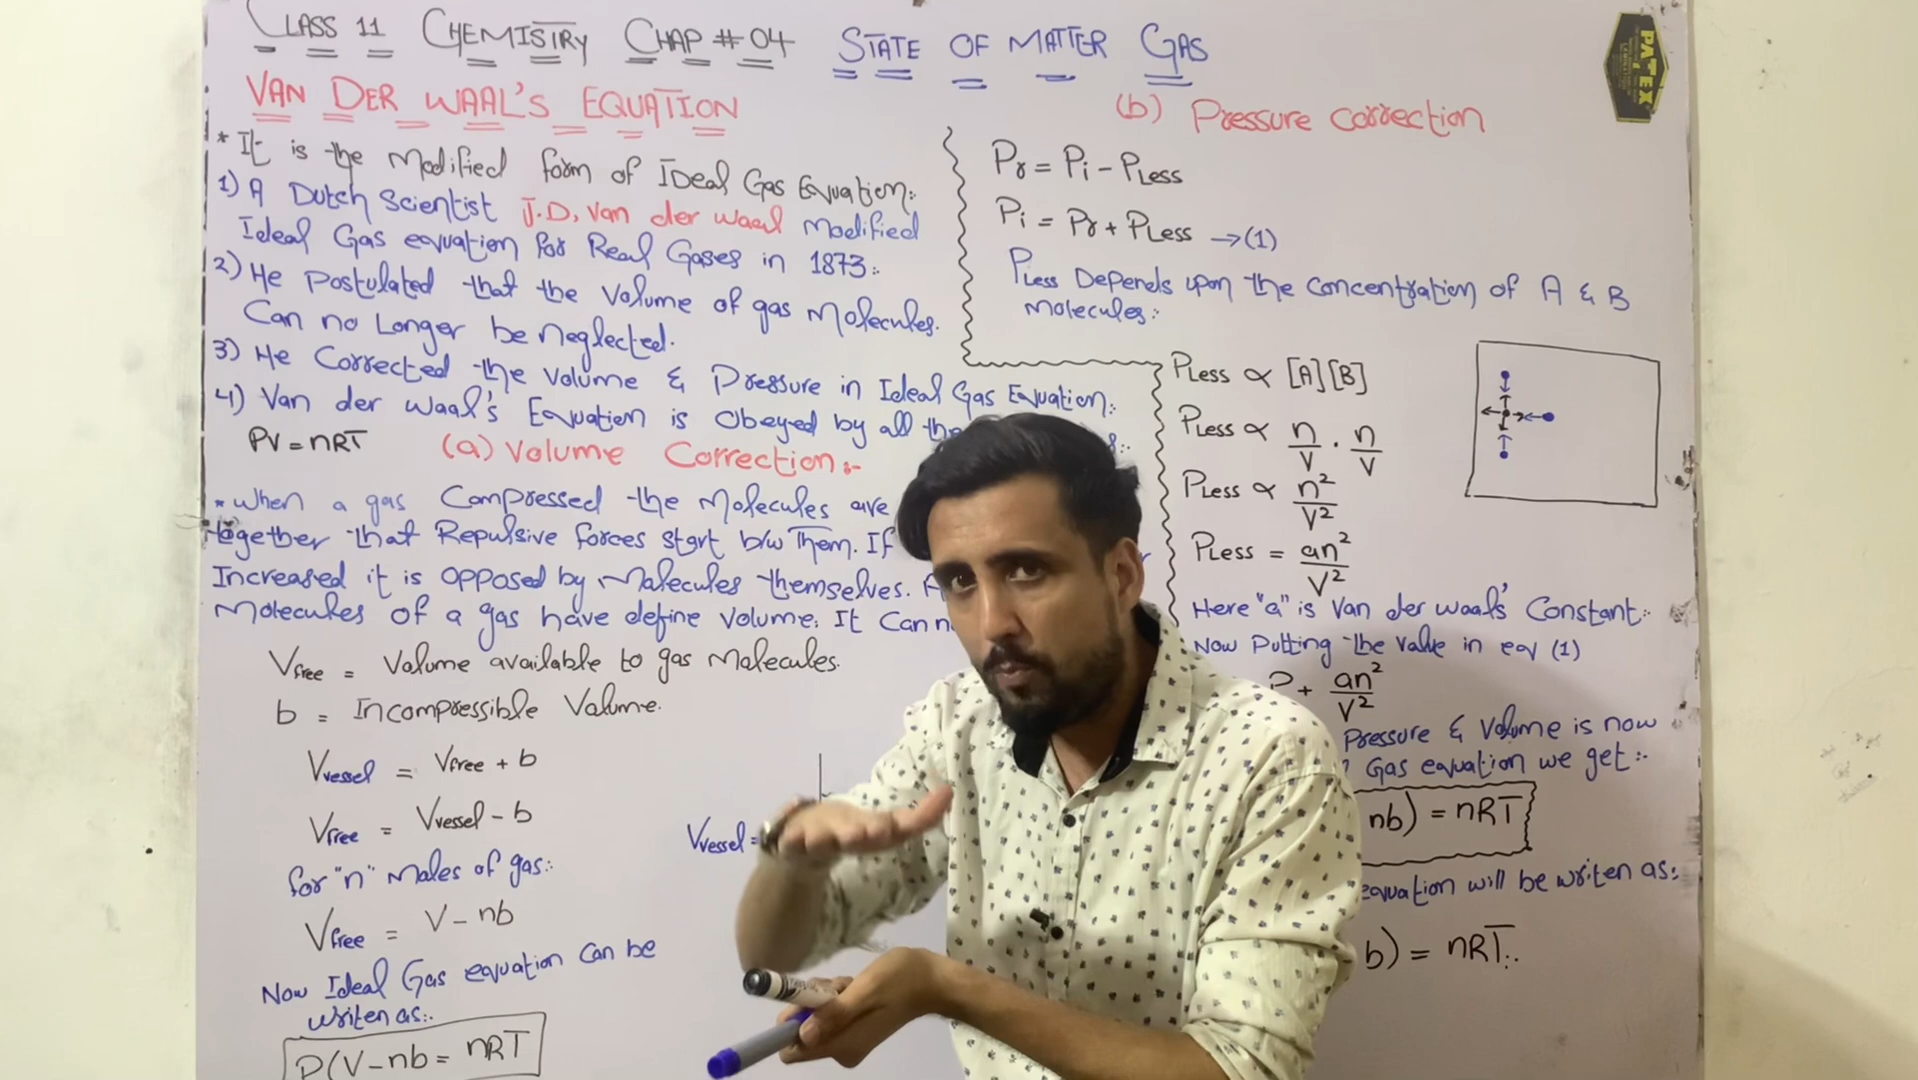 CLASS 11 CHEMISTRY CHAP # 04 STATE OF MATTER GAS
VAN DER WAAL'S EQUATION
* It is the Modified form of IDeal Gas Equation:
1) A Dutch Scientist J.D. Van der waal Modified
Ideal Gas equation for Real Gases in 1873:
2) He Postulated that the Volume of gas Molecules.
Can no Longer be neglected.
3) He Corrected the Volume & Pressure in Ideal Gas Equation:
4) Van der waal's Equation is Obeyed by all the
PV = nRT (a) Volume Correction:-
* When a gas Compressed the Molecules are
together that Repulsive forces start b/w Them. If
Increased it is opposed by Malecules themselves.
Molecules of a gas have define Volume. It Can n
Vfree = Volume available to gas Malecules.
b = Incompressible Volume.
Vvessel = Vfree + b
Vfree = Vvessel - b
for "n" Males of gas:
Vfree = V - nb
Now Ideal Gas equation can be
writen as:
P(V-nb = nRT
Vvessel =
(b) Pressure correction
Pr = Pi - PLess
Pi = Pr + PLess → (1)
PLess Depends upon the concentration of A & B
Molecules:
PLess ∝ [A][B]
PLess ∝ n/V . n/V
PLess ∝ n²/V²
PLess = an²/V²
Here "a" is Van der waal's Constant:
Now Putting the Value in eq (1)
P + an²/V²
Pressure & Volume is now
Gas equation we get:
nb) = nRT
equation will be writen as:
b) = nRT:.
PATEX